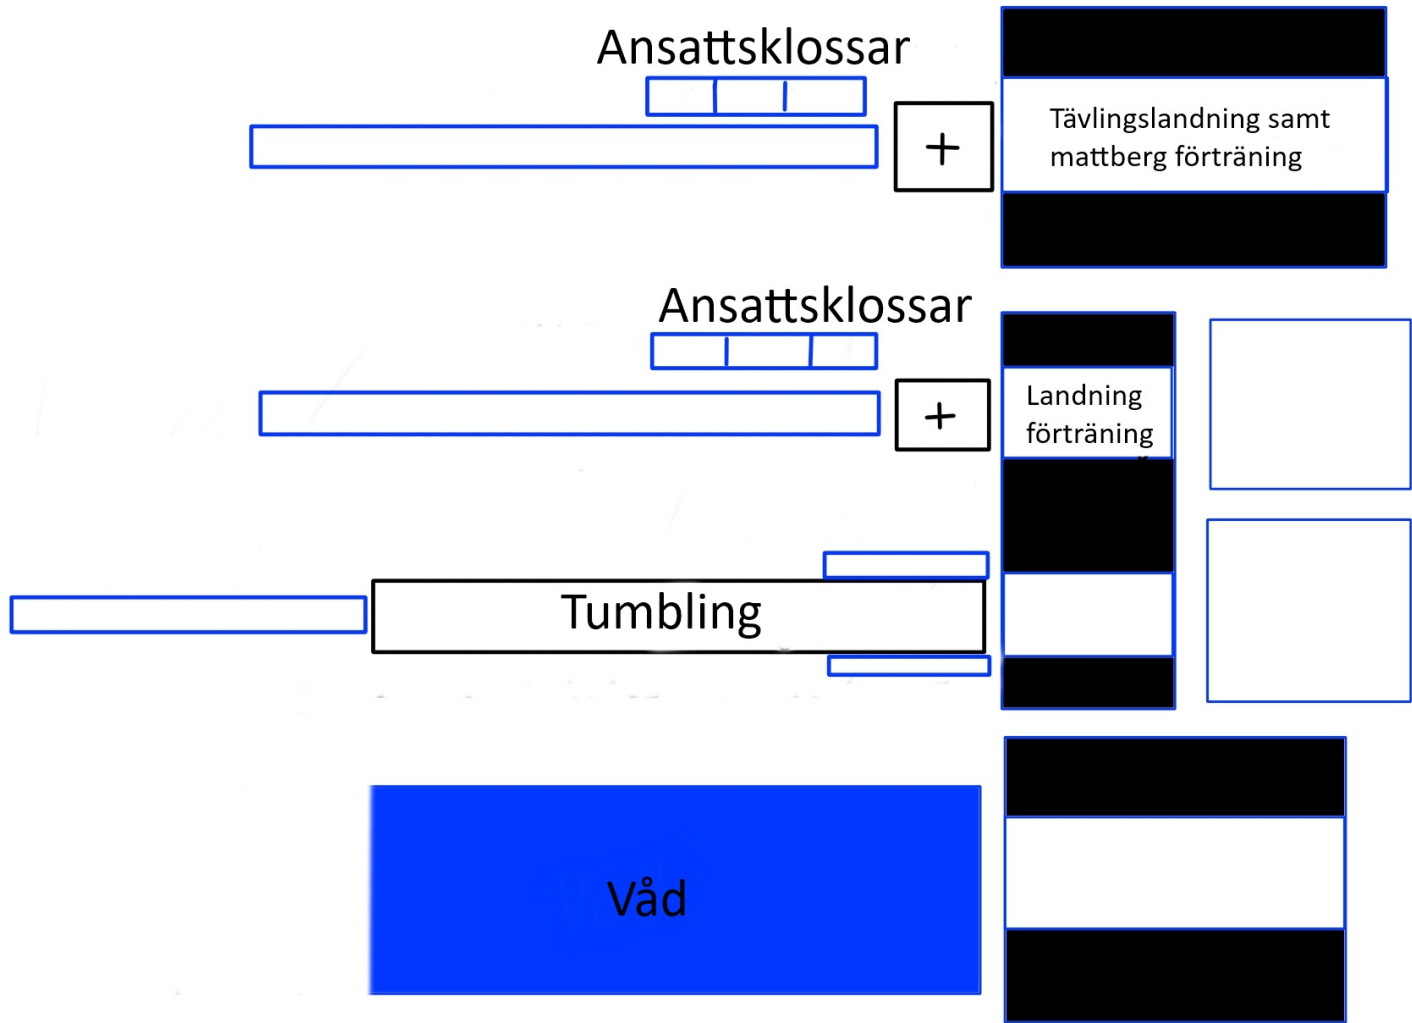 Ansattsklossar
+
Tävlingslandning samt
mattberg förträning
Ansattsklossar
+
Landning
förträning
Tumbling
Våd